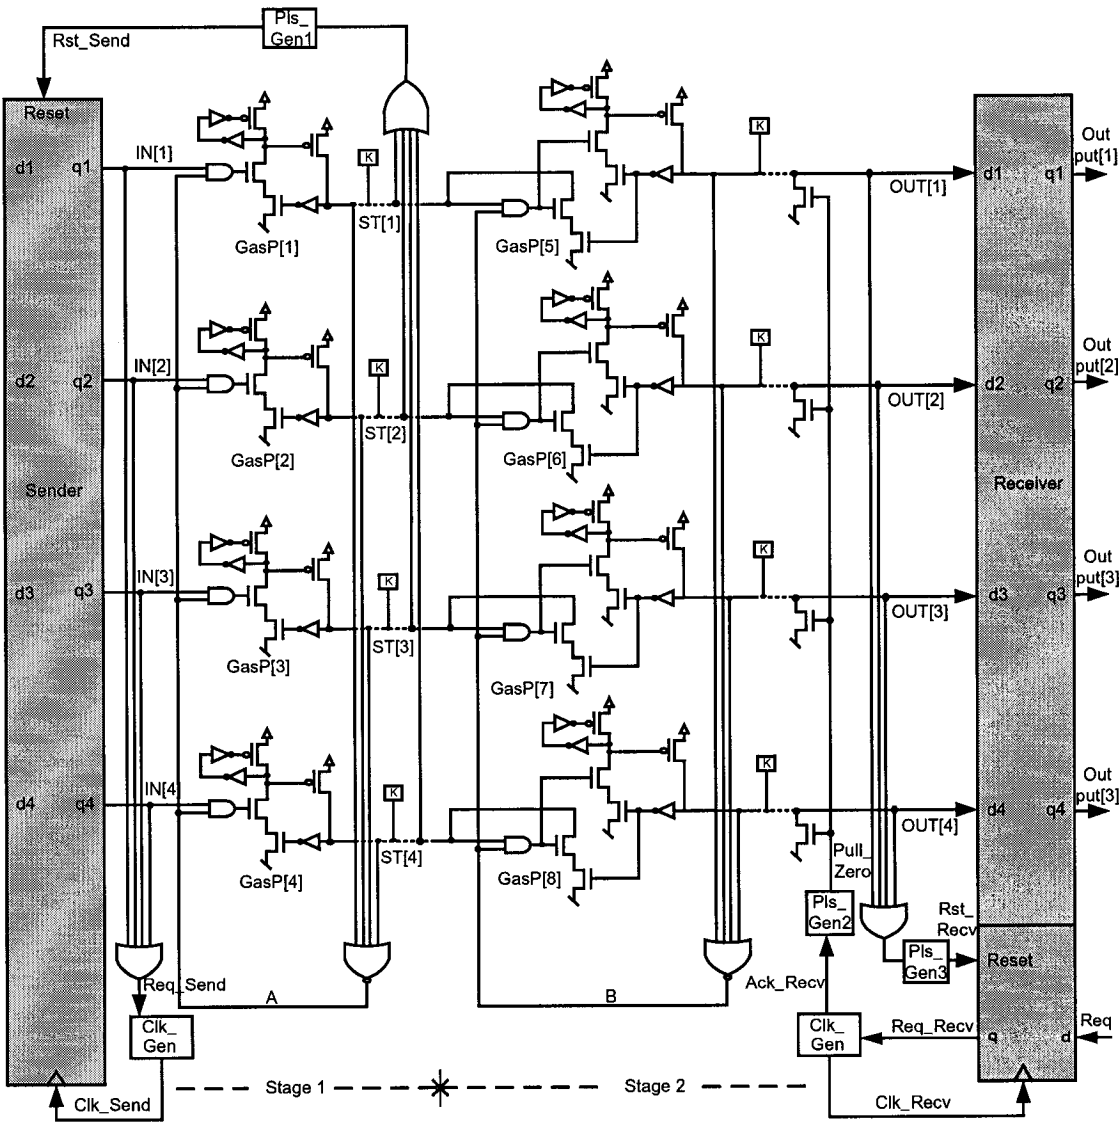 Pls_
Gen1
Rst_Send
Reset
d1
q1
IN[1]
K
ST[1]
GasP[1]
GasP[5]
K
OUT[1]
d1
q1
Out
put[1]
d2
q2
IN[2]
K
ST[2]
GasP[2]
GasP[6]
K
OUT[2]
d2
q2
Out
put[2]
Sender
Receiver
d3
q3
IN[3]
K
ST[3]
GasP[3]
GasP[7]
K
OUT[3]
d3
q3
Out
put[3]
d4
q4
IN[4]
K
ST[4]
GasP[4]
GasP[8]
K
OUT[4]
d4
q4
Out
put[3]
Pull_
Zero
Pls_
Gen2
Rst_
Recv
Pls_
Gen3
Reset
Req_Send
A
B
Ack_Recv
Clk_
Gen
Clk_
Gen
Req_Recv
q
d
Req
Stage 1
Stage 2
Clk_Send
Clk_Recv